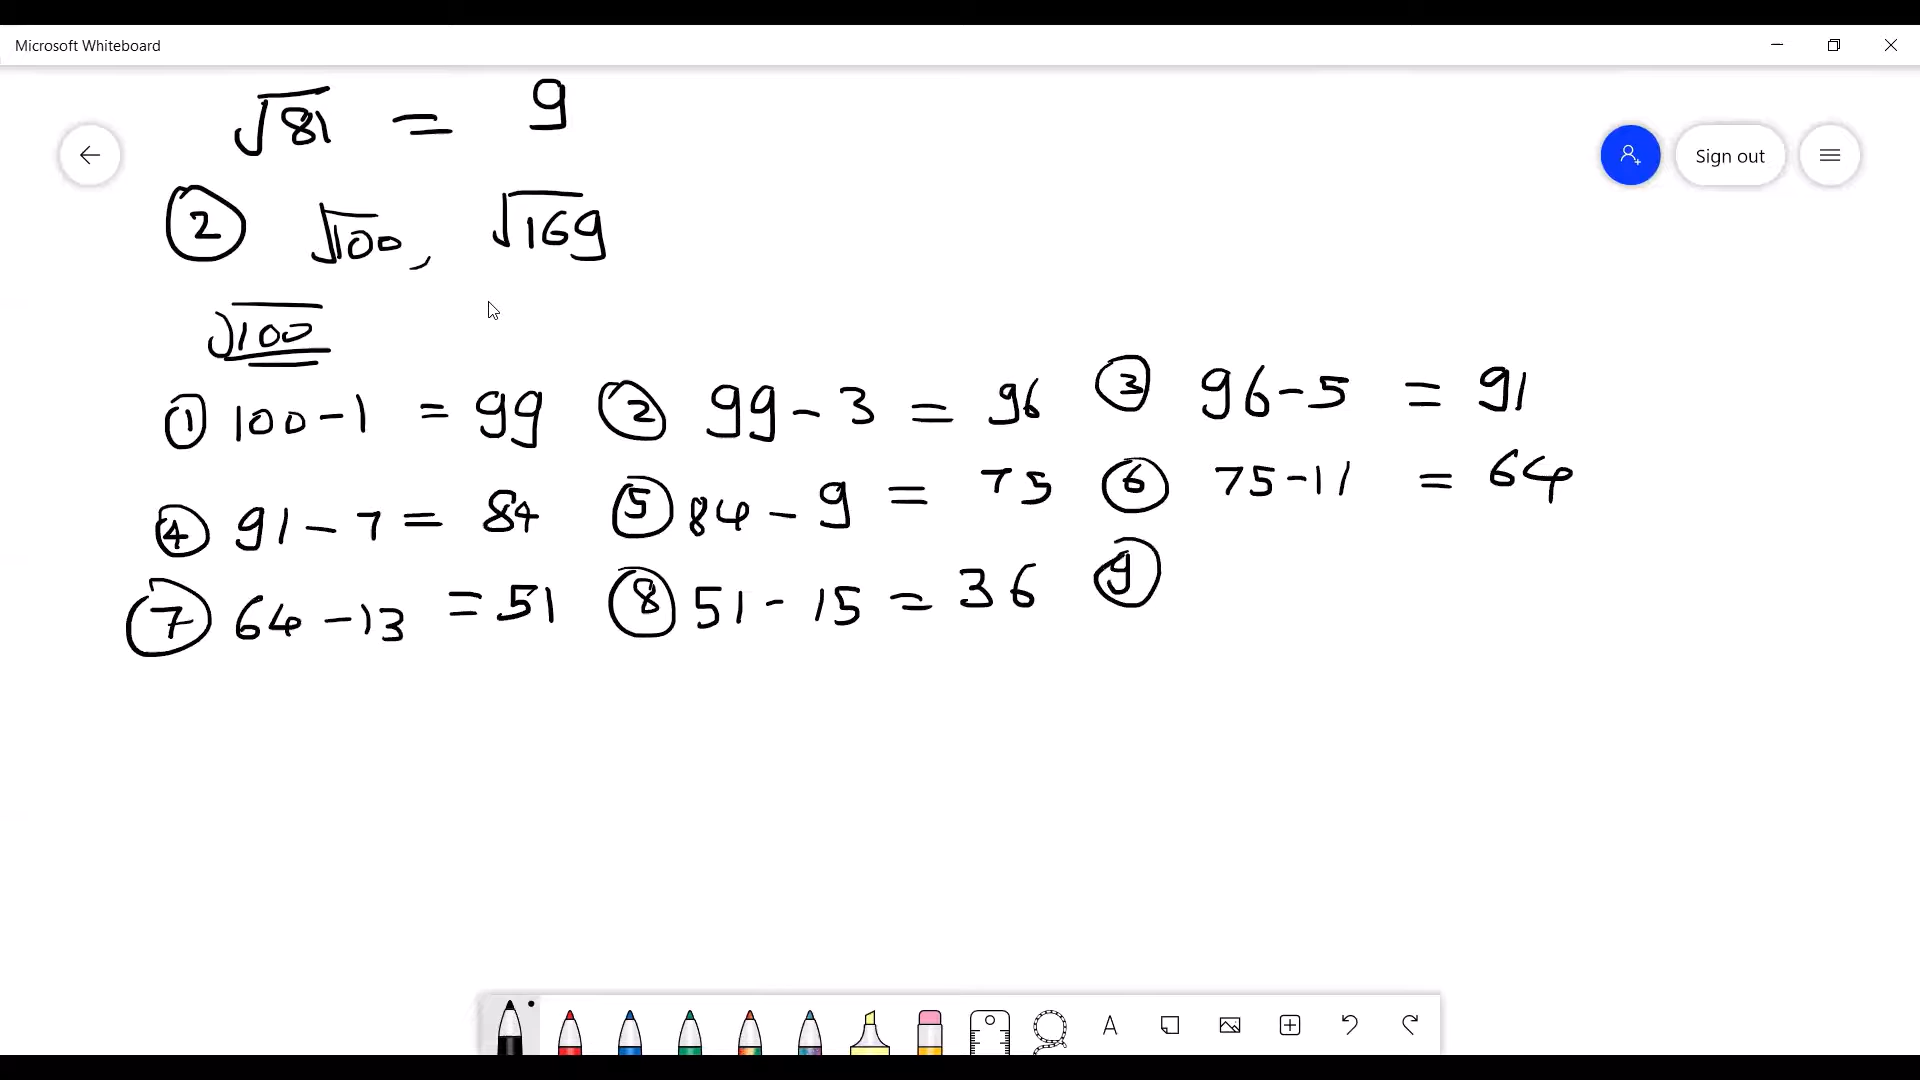 Microsoft Whiteboard
√81 = 9
Sign out
② √100, √169
√100
① 100 - 1 = 99 ② 99 - 3 = 96 ③ 96 - 5 = 91
④ 91 - 7 = 84 ⑤ 84 - 9 = 75 ⑥ 75 - 11 = 64
⑦ 64 - 13 = 51 ⑧ 51 - 15 = 36 ⑨
A